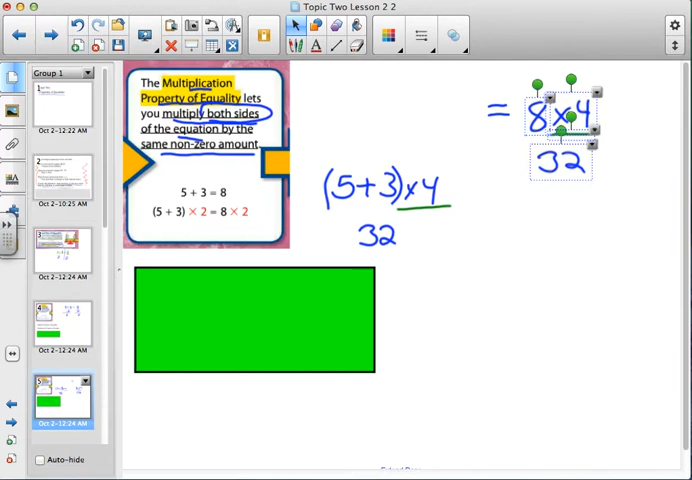 Topic Two Lesson 2 2
Group 1
Oct 2-12:22 AM
Oct 2-10:25 AM
Oct 2-12:24 AM
Oct 2-12:24 AM
Oct 2-12:24 AM
Auto-hide
The Multiplication
Property of Equality lets
you multiply both sides
of the equation by the
same non-zero amount.
5 + 3 = 8
(5 + 3) × 2 = 8 × 2
(5+3)×4
32
= 8×4
32